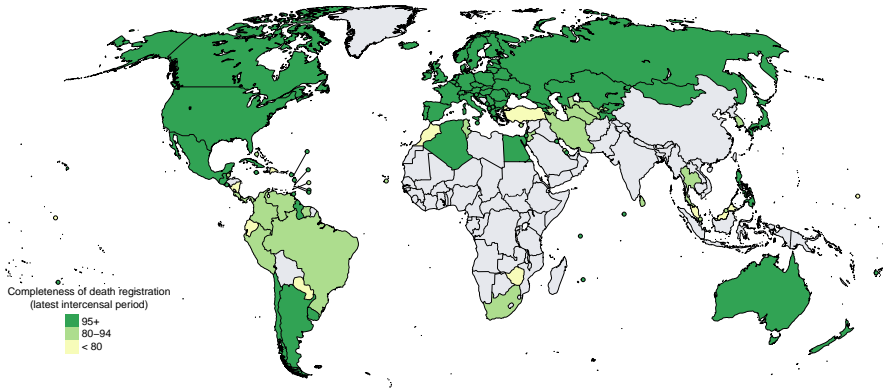 Completeness of death registration
(latest intercensal period)
95+
80−94
< 80